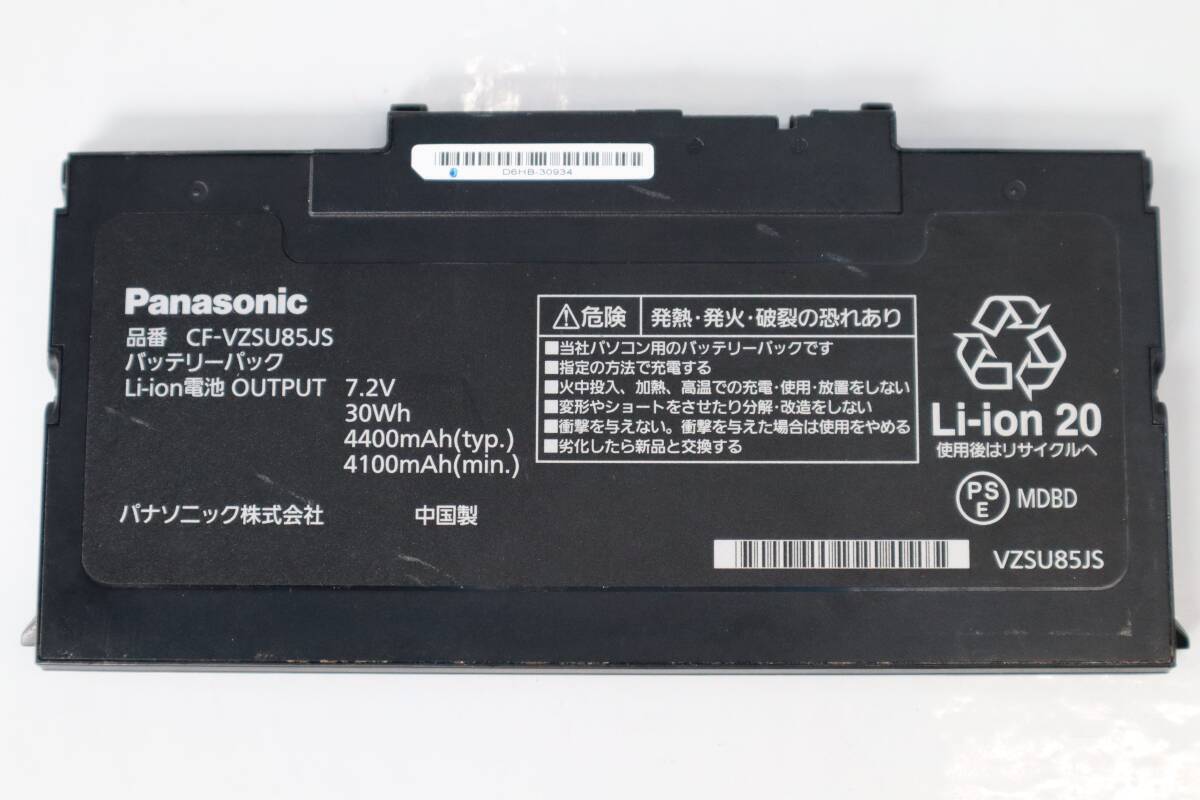 D6HB-30934
Panasonic
品番 CF-VZSU85JS
バッテリーパック
Li-ion電池 OUTPUT 7.2V
30Wh
4400mAh(typ.)
4100mAh(min.)
パナソニック株式会社 中国製
⚠危険 発熱・発火・破裂の恐れあり
■当社パソコン用のバッテリーパックです
■指定の方法で充電する
■火中投入、加熱、高温での充電・使用・放置をしない
■変形やショートをさせたり分解・改造をしない
■衝撃を与えない。衝撃を与えた場合は使用をやめる
■劣化したら新品と交換する
Li-ion 20
使用後はリサイクルへ
PS
E
MDBD
VZSU85JS